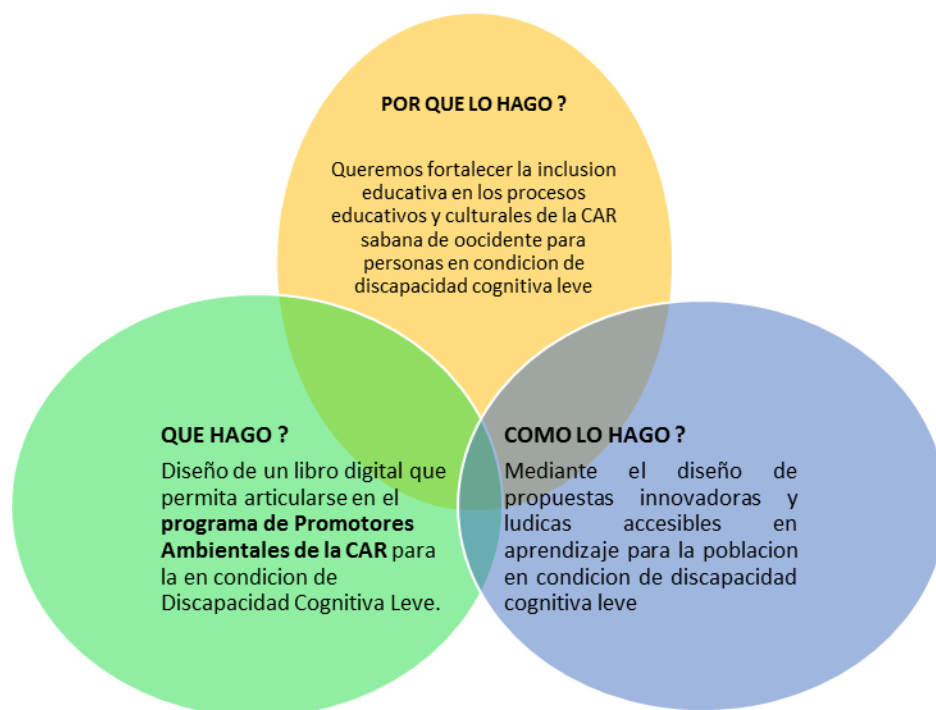 POR QUE LO HAGO ?
Queremos fortalecer la inclusion
educativa en los procesos
educativos y culturales de la CAR
sabana de oocidente para
personas en condicion de
discapacidad cognitiva leve
QUE HAGO ?
Diseño de un libro digital que
permita articularse en el
programa de Promotores
Ambientales de la CAR para
la en condicion de
Discapacidad Cognitiva Leve.
COMO LO HAGO ?
Mediante el diseño de
propuestas innovadoras y
ludicas accesibles en
aprendizaje para la poblacion
en condicion de discapacidad
cognitiva leve